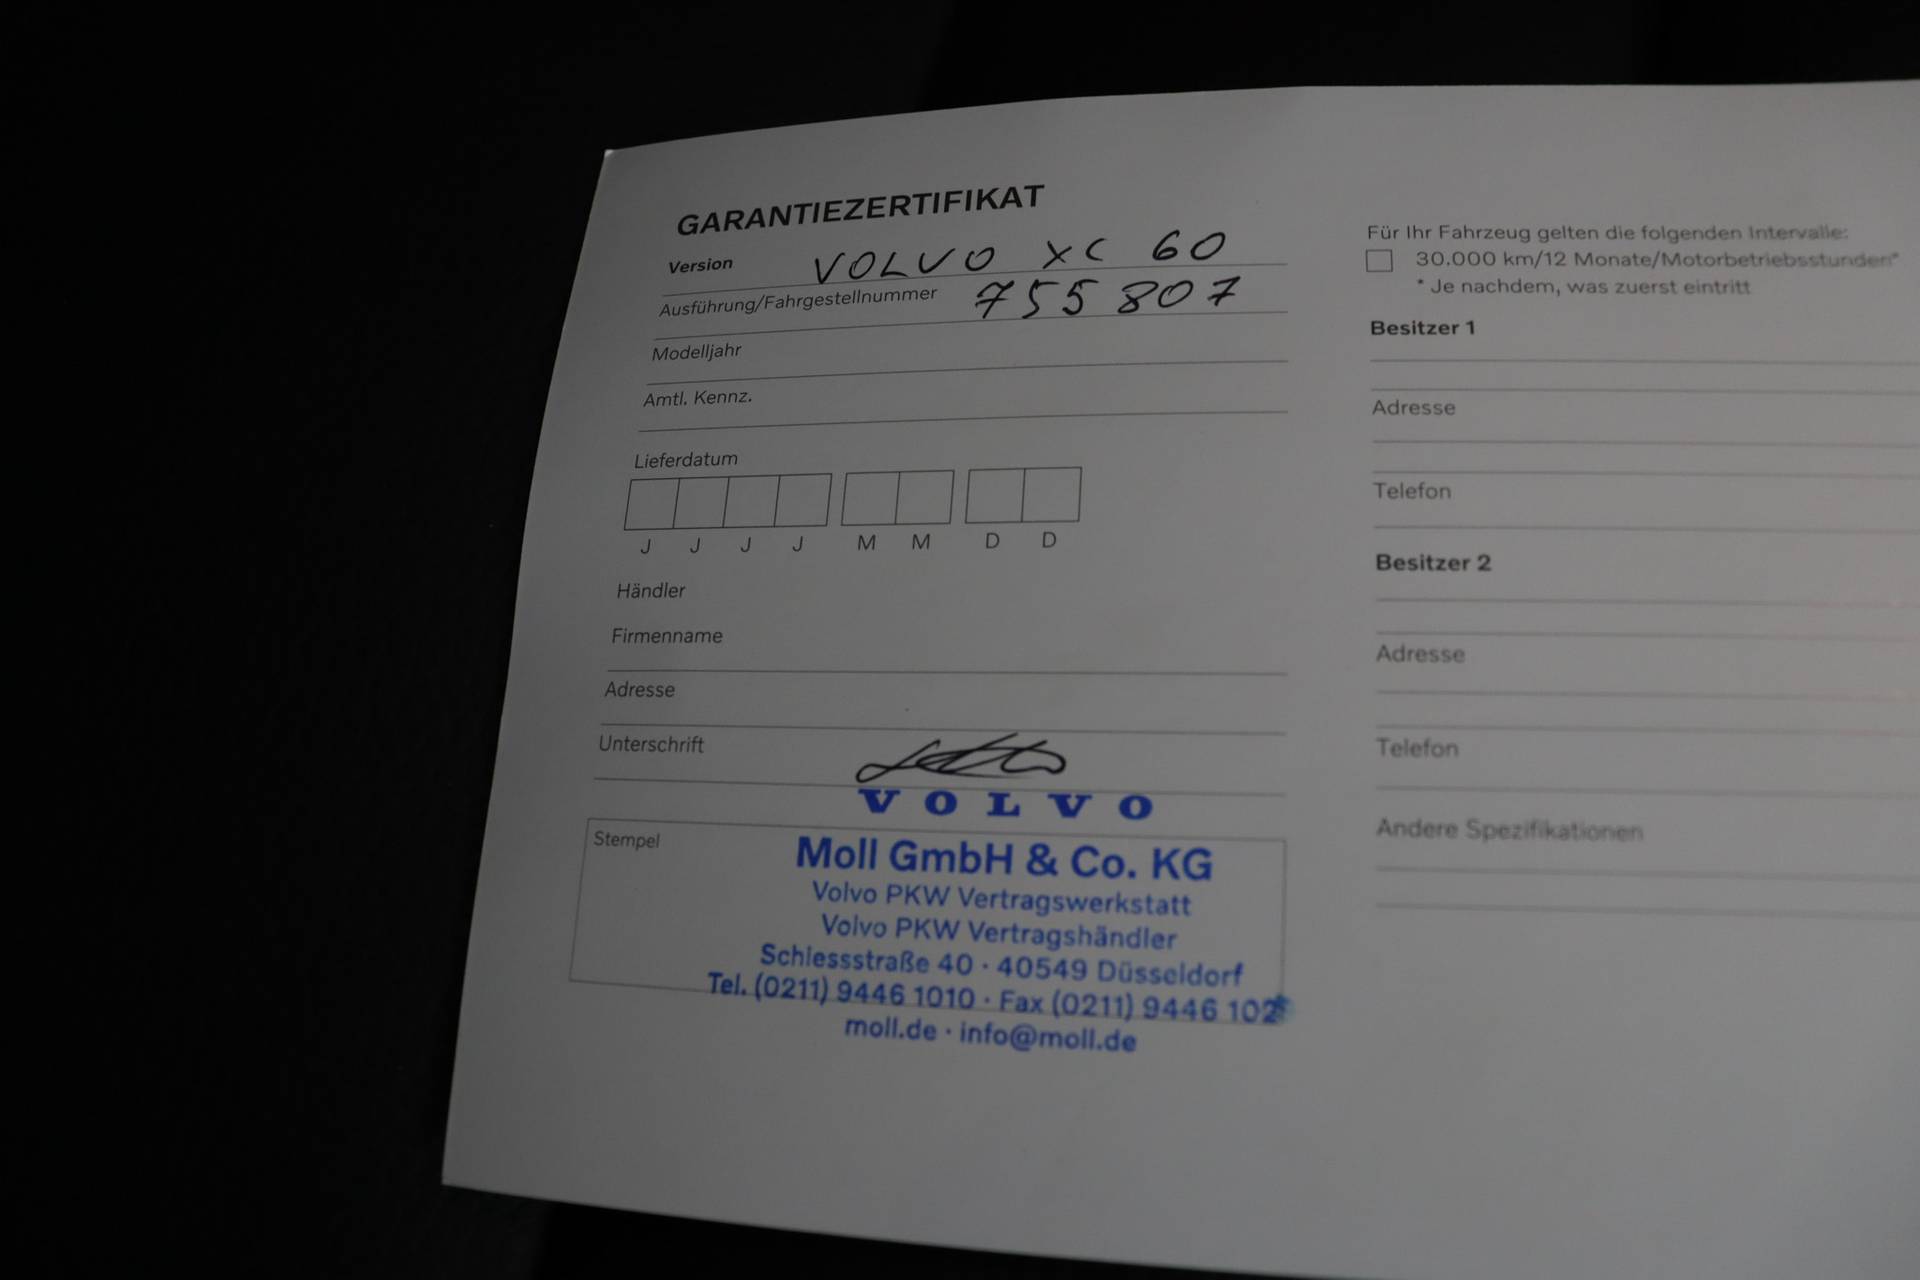 GARANTIEZERTIFIKAT
Version VOLVO XC 60
Ausführung/Fahrgestellnummer 755807
Modelljahr
Amtl. Kennz.
Lieferdatum
J J J J M M D D
Händler
Firmenname
Adresse
Unterschrift
VOLVO
Stempel
Moll GmbH & Co. KG
Volvo PKW Vertragswerkstatt
Volvo PKW Vertragshändler
Schiessstraße 40 · 40549 Düsseldorf
Tel. (0211) 9446 1010 · Fax (0211) 9446
moll.de · info@moll.de
Für Ihr Fahrzeug gelten die folgenden Intervalle:
30.000 km/12 Monate/Motorbetriebsstunden*
* Je nachdem, was zuerst eintritt
Besitzer 1
Adresse
Telefon
Besitzer 2
Adresse
Telefon
Andere Spezifikationen